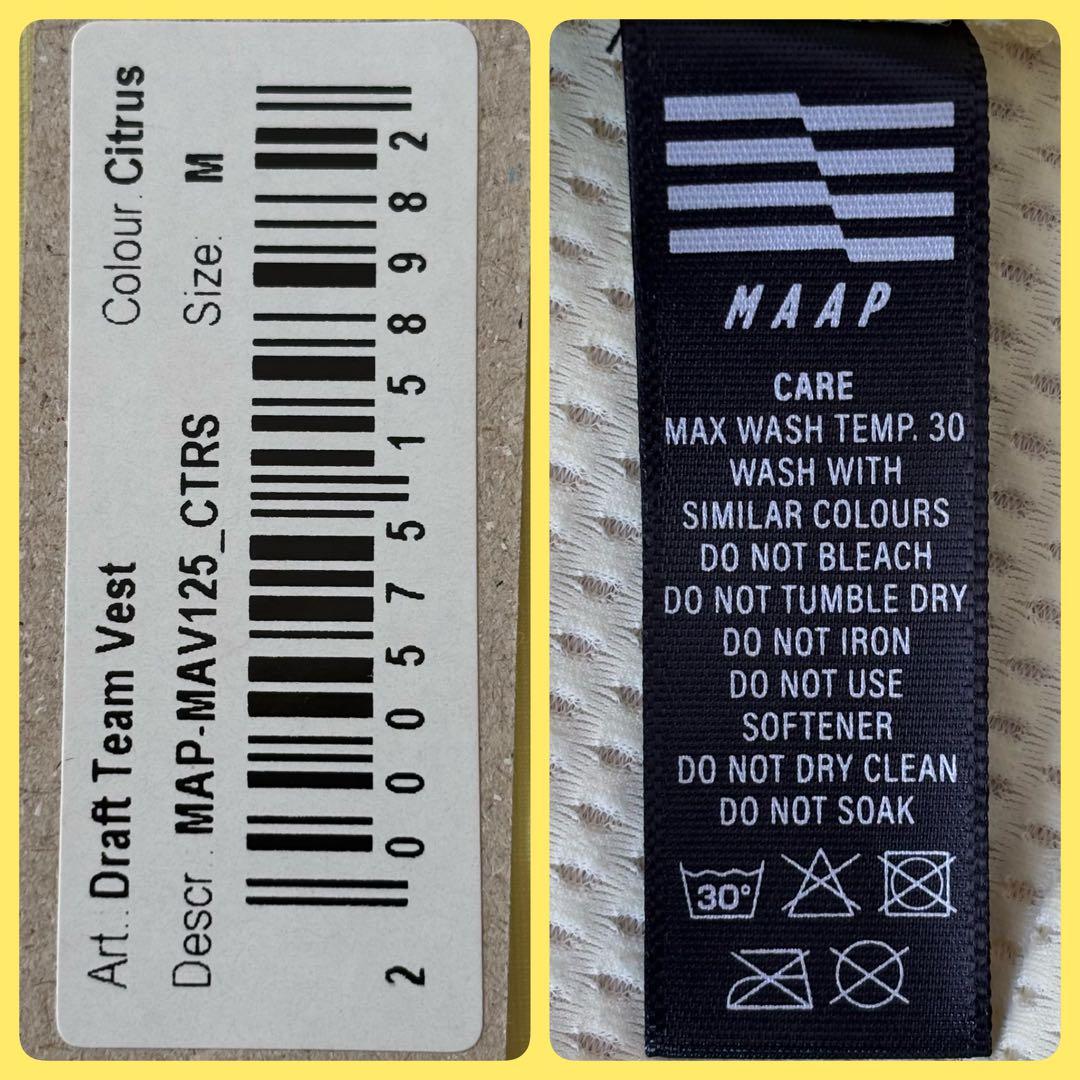 Art.: Draft Team Vest Colour: Citrus
Descr.: MAP-MAV125_CTRS Size: M
2000575158982
MAAP
CARE
MAX WASH TEMP. 30
WASH WITH
SIMILAR COLOURS
DO NOT BLEACH
DO NOT TUMBLE DRY
DO NOT IRON
DO NOT USE
SOFTENER
DO NOT DRY CLEAN
DO NOT SOAK
30°